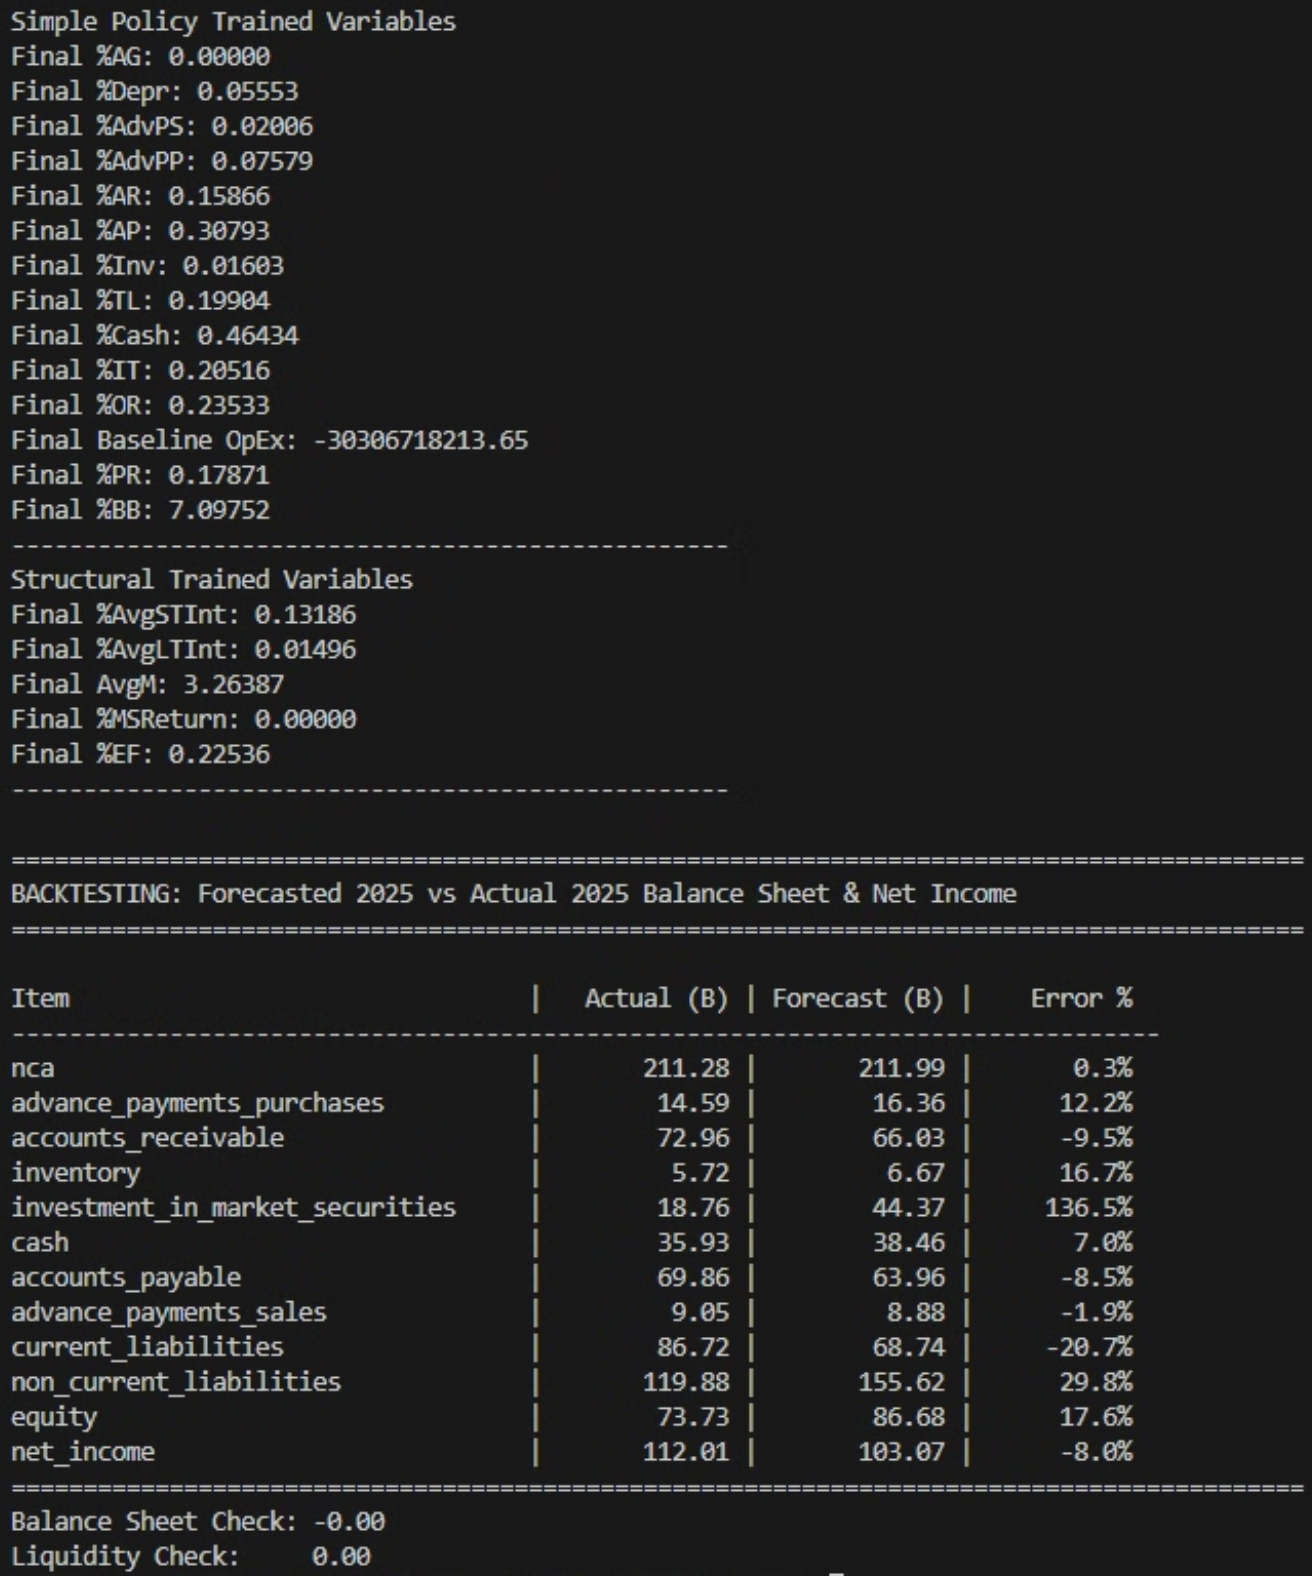 Simple Policy Trained Variables
Final %AG: 0.00000
Final %Depr: 0.05553
Final %AdvPS: 0.02006
Final %AdvPP: 0.07579
Final %AR: 0.15866
Final %AP: 0.30793
Final %Inv: 0.01603
Final %TL: 0.19904
Final %Cash: 0.46434
Final %IT: 0.20516
Final %OR: 0.23533
Final Baseline OpEx: -30306718213.65
Final %PR: 0.17871
Final %BB: 7.09752
--------------------------------------------------
Structural Trained Variables
Final %AvgSTInt: 0.13186
Final %AvgLTInt: 0.01496
Final AvgM: 3.26387
Final %MSReturn: 0.00000
Final %EF: 0.22536
--------------------------------------------------
==========================================================================================
BACKTESTING: Forecasted 2025 vs Actual 2025 Balance Sheet & Net Income
==========================================================================================
Item | Actual (B) | Forecast (B) | Error %
--------------------------------------------------------------------------------
nca | 211.28 | 211.99 | 0.3%
advance_payments_purchases | 14.59 | 16.36 | 12.2%
accounts_receivable | 72.96 | 66.03 | -9.5%
inventory | 5.72 | 6.67 | 16.7%
investment_in_market_securities | 18.76 | 44.37 | 136.5%
cash | 35.93 | 38.46 | 7.0%
accounts_payable | 69.86 | 63.96 | -8.5%
advance_payments_sales | 9.05 | 8.88 | -1.9%
current_liabilities | 86.72 | 68.74 | -20.7%
non_current_liabilities | 119.88 | 155.62 | 29.8%
equity | 73.73 | 86.68 | 17.6%
net_income | 112.01 | 103.07 | -8.0%
==========================================================================================
Balance Sheet Check: -0.00
Liquidity Check: 0.00